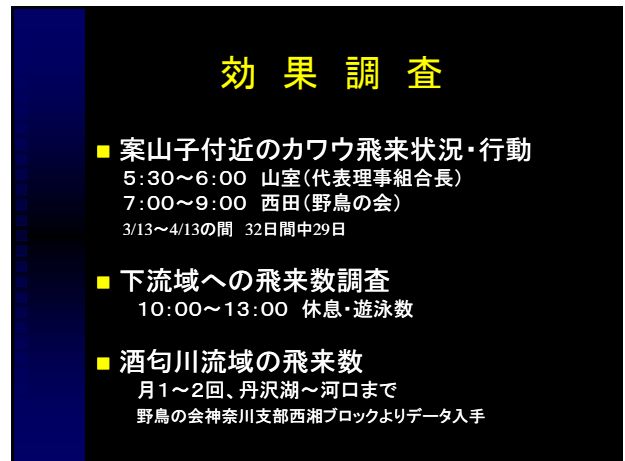 効 果 調 査
案山子付近のカワウ飛来状況・行動
5:30～6:00 山室(代表理事組合長)
7:00～9:00 西田(野鳥の会)
3/13～4/13の間 32日間中29日
下流域への飛来数調査
10:00～13:00 休息・遊泳数
酒匂川流域の飛来数
月1～2回、丹沢湖～河口まで
野鳥の会神奈川支部西湘ブロックよりデータ入手